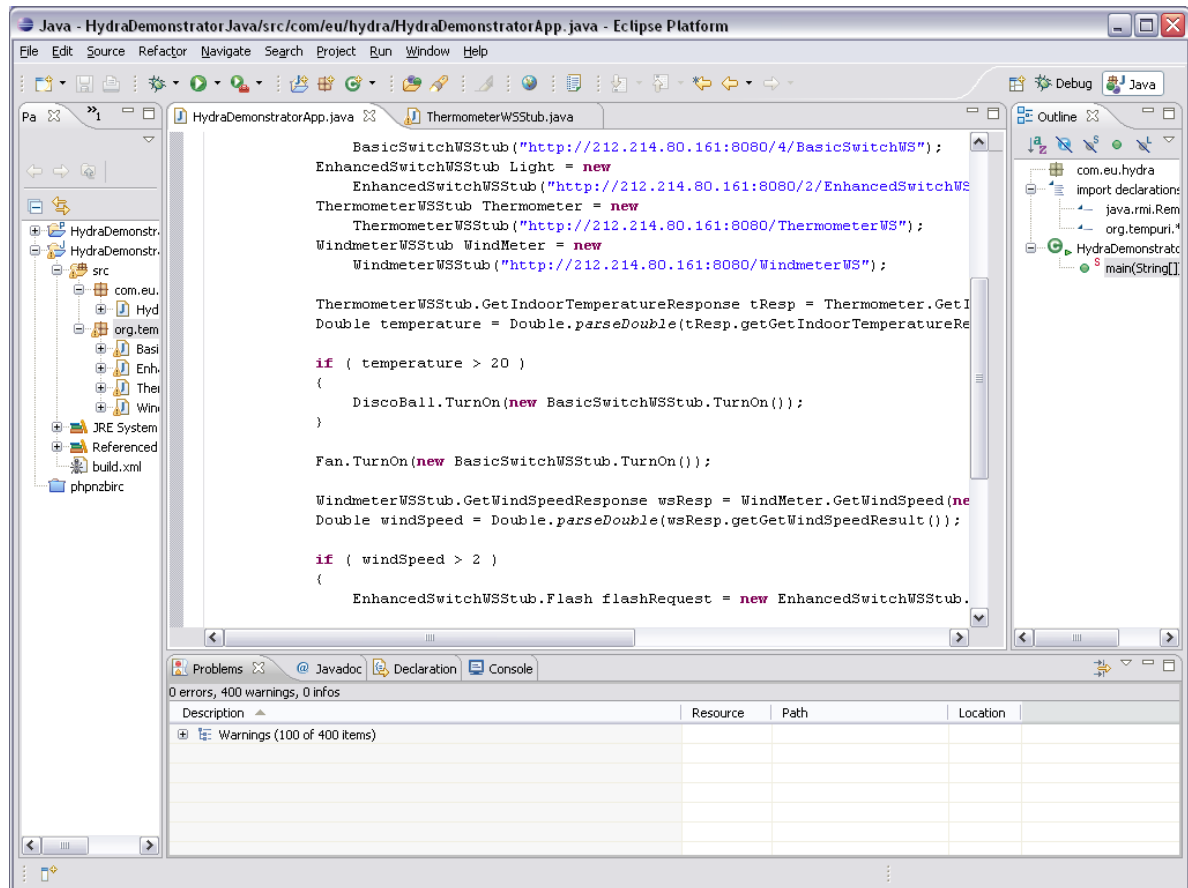 Java - HydraDemonstratorJava/src/com/eu/hydra/HydraDemonstratorApp.java - Eclipse Platform
File Edit Source Refactor Navigate Search Project Run Window Help
Debug Java
Pa 1
HydraDemonstr
HydraDemonstr
src
com.eu.
Hyd
org.tem
Basi
Enh
Ther
Win
JRE System
Referenced
build.xml
phpnzbirc
HydraDemonstratorApp.java ThermometerWSStub.java
BasicSwitchWSStub("http://212.214.80.161:8080/4/BasicSwitchWS");
EnhancedSwitchWSStub Light = new
EnhancedSwitchWSStub("http://212.214.80.161:8080/2/EnhancedSwitchWS
ThermometerWSStub Thermometer = new
ThermometerWSStub("http://212.214.80.161:8080/ThermometerWS");
WindmeterWSStub WindMeter = new
WindmeterWSStub("http://212.214.80.161:8080/WindmeterWS");
ThermometerWSStub.GetIndoorTemperatureResponse tResp = Thermometer.GetI
Double temperature = Double.parseDouble(tResp.getGetIndoorTemperatureRe
if ( temperature > 20 )
{
DiscoBall.TurnOn(new BasicSwitchWSStub.TurnOn());
}
Fan.TurnOn(new BasicSwitchWSStub.TurnOn());
WindmeterWSStub.GetWindSpeedResponse wsResp = WindMeter.GetWindSpeed(ne
Double windSpeed = Double.parseDouble(wsResp.getGetWindSpeedResult());
if ( windSpeed > 2 )
{
EnhancedSwitchWSStub.Flash flashRequest = new EnhancedSwitchWSStub.
Outline
com.eu.hydra
import declarations
java.rmi.Rem
org.tempuri.*
HydraDemonstratc
main(String[]
Problems @ Javadoc Declaration Console
0 errors, 400 warnings, 0 infos
Description Resource Path Location
Warnings (100 of 400 items)